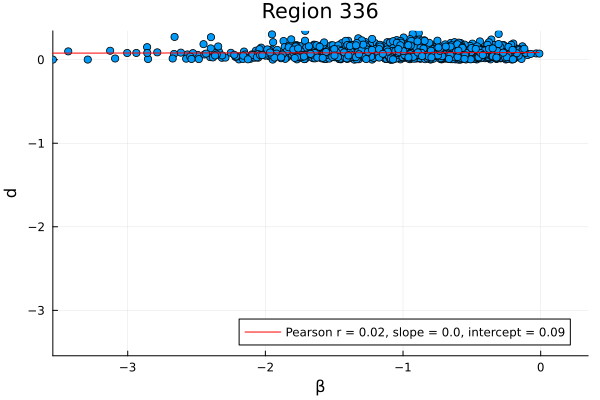 Region 336
0
−1
−2
−3
d
−3
−2
−1
0
β
Pearson r = 0.02, slope = 0.0, intercept = 0.09